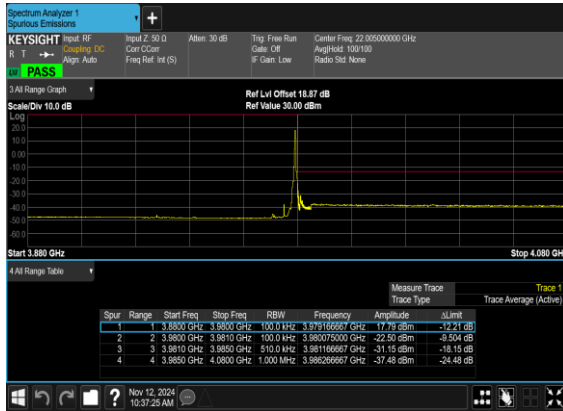 Spectrum Analyzer 1
Spurious Emissions
KEYSIGHT
R T
LW
PASS
Input: RF
Coupling: DC
Align: Auto
Input Z: 50 Ω
Corr CCorr
Freq Ref: Int (S)
Atten: 30 dB
Trig: Free Run
Gate: Off
IF Gain: Low
Center Freq: 22.005000000 GHz
Avg|Hold: 100/100
Radio Std: None
3 All Range Graph
Scale/Div 10.0 dB
Ref Lvl Offset 18.87 dB
Ref Value 30.00 dBm
Log
20.0
10.0
0.00
-10.0
-20.0
-30.0
-40.0
-50.0
-60.0
Start 3.880 GHz
Stop 4.080 GH
4 All Range Table
Measure Trace Trace 1
Trace Type Trace Average (Active)
Spur Range Start Freq Stop Freq RBW Frequency Amplitude ΔLimit
1 1 3.8800 GHz 3.9800 GHz 100.0 kHz 3.979166667 GHz 17.79 dBm -12.21 dB
2 2 3.9800 GHz 3.9810 GHz 100.0 kHz 3.980075000 GHz -22.50 dBm -9.504 dB
3 3 3.9810 GHz 3.9850 GHz 510.0 kHz 3.981166667 GHz -31.15 dBm -18.15 dB
4 4 3.9850 GHz 4.0800 GHz 1.000 MHz 3.986266667 GHz -37.48 dBm -24.48 dB
?
Nov 12, 2024
10:37:25 AM